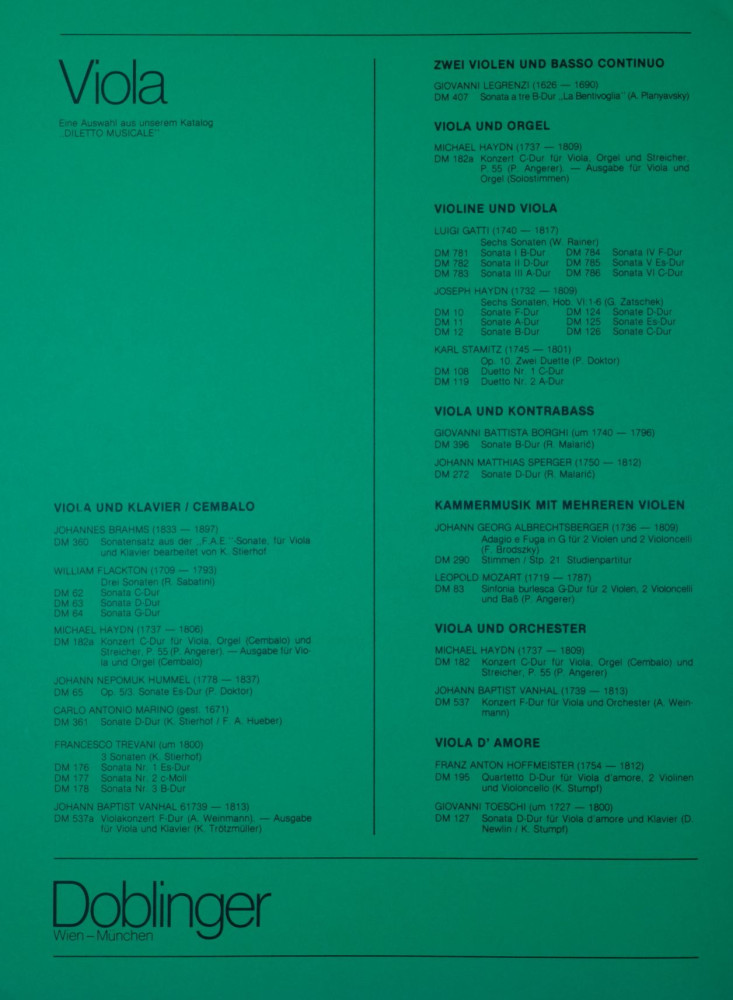 Viola
Eine Auswahl aus unserem Katalog
„DILETTO MUSICALE"
VIOLA UND KLAVIER / CEMBALO
JOHANNES BRAHMS (1833 — 1897)
DM 360 Sonatensatz aus der „F.A.E."-Sonate, für Viola
und Klavier bearbeitet von K. Stierhof
WILLIAM FLACKTON (1709 — 1793)
Drei Sonaten (R. Sabatini)
DM 62 Sonata C-Dur
DM 63 Sonata D-Dur
DM 64 Sonata G-Dur
MICHAEL HAYDN (1737 — 1806)
DM 182a Konzert C-Dur für Viola, Orgel (Cembalo) und
Streicher, P. 55 (P. Angerer). — Ausgabe für Vio-
la und Orgel (Cembalo)
JOHANN NEPOMUK HUMMEL (1778 — 1837)
DM 65 Op. 5/3. Sonate Es-Dur (P. Doktor)
CARLO ANTONIO MARINO (gest. 1671)
DM 361 Sonate D-Dur (K. Stierhof / F. A. Hueber)
FRANCESCO TREVANI (um 1800)
3 Sonaten (K. Stierhof)
DM 176 Sonata Nr. 1 Es-Dur
DM 177 Sonata Nr. 2 c-Moll
DM 178 Sonata Nr. 3 B-Dur
JOHANN BAPTIST VANHAL 61739 — 1813)
DM 537a Violakonzert F-Dur (A. Weinmann), — Ausgabe
für Viola und Klavier (K. Trötzmüller)
ZWEI VIOLEN UND BASSO CONTINUO
GIOVANNI LEGRENZI (1626 — 1690)
DM 407 Sonata a tre B-Dur „La Bentivoglia" (A. Planyavsky)
VIOLA UND ORGEL
MICHAEL HAYDN (1737 — 1809)
DM 182a Konzert C-Dur für Viola, Orgel und Streicher,
P. 55 (P. Angerer). — Ausgabe für Viola und
Orgel (Solostimmen)
VIOLINE UND VIOLA
LUIGI GATTI (1740 — 1817)
Sechs Sonaten (W. Rainer)
DM 781 Sonata I B-Dur DM 784 Sonata IV F-Dur
DM 782 Sonata II D-Dur DM 785 Sonata V Es-Dur
DM 783 Sonata III A-Dur DM 786 Sonata VI C-Dur
JOSEPH HAYDN (1732 — 1809)
Sechs Sonaten, Hob. VI:1-6 (G. Zatschek)
DM 10 Sonate F-Dur DM 124 Sonate D-Dur
DM 11 Sonate A-Dur DM 125 Sonate Es-Dur
DM 12 Sonate B-Dur DM 126 Sonate C-Dur
KARL STAMITZ (1745 — 1801)
Op. 10. Zwei Duette (P. Doktor)
DM 108 Duetto Nr. 1 C-Dur
DM 119 Duetto Nr. 2 A-Dur
VIOLA UND KONTRABASS
GIOVANNI BATTISTA BORGHI (um 1740 — 1796)
DM 396 Sonate B-Dur (R. Malarić)
JOHANN MATTHIAS SPERGER (1750 — 1812)
DM 272 Sonate D-Dur (R. Malarić)
KAMMERMUSIK MIT MEHREREN VIOLEN
JOHANN GEORG ALBRECHTSBERGER (1736 — 1809)
Adagio e Fuga in G für 2 Violen und 2 Violoncelli
(F. Brodszky)
DM 290 Stimmen / Stp. 21 Studienpartitur
LEOPOLD MOZART (1719 — 1787)
DM 83 Sinfonia burlesca G-Dur für 2 Violen, 2 Violoncelli
und Baß (P. Angerer)
VIOLA UND ORCHESTER
MICHAEL HAYDN (1737 — 1809)
DM 182 Konzert C-Dur für Viola, Orgel (Cembalo) und
Streicher, P. 55 (P. Angerer)
JOHANN BAPTIST VANHAL (1739 — 1813)
DM 537 Konzert F-Dur für Viola und Orchester (A. Wein-
mann)
VIOLA D' AMORE
FRANZ ANTON HOFFMEISTER (1754 — 1812)
DM 195 Quartetto D-Dur für Viola d'amore, 2 Violinen
und Violoncello (K. Stumpf)
GIOVANNI TOESCHI (um 1727 — 1800)
DM 127 Sonata D-Dur für Viola d'amore und Klavier (D.
Newlin / K. Stumpf)
Doblinger
Wien – München